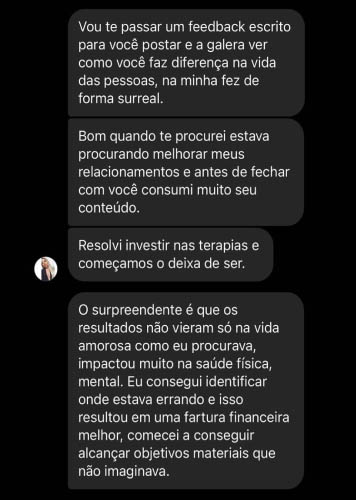 Vou te passar um feedback escrito
para você postar e a galera ver
como você faz diferença na vida
das pessoas, na minha fez de
forma surreal.
Bom quando te procurei estava
procurando melhorar meus
relacionamentos e antes de fechar
com você consumi muito seu
conteúdo.
Resolvi investir nas terapias e
começamos o deixa de ser.
O surpreendente é que os
resultados não vieram só na vida
amorosa como eu procurava,
impactou muito na saúde física,
mental. Eu consegui identificar
onde estava errando e isso
resultou em uma fartura financeira
melhor, comecei a conseguir
alcançar objetivos materiais que
não imaginava.